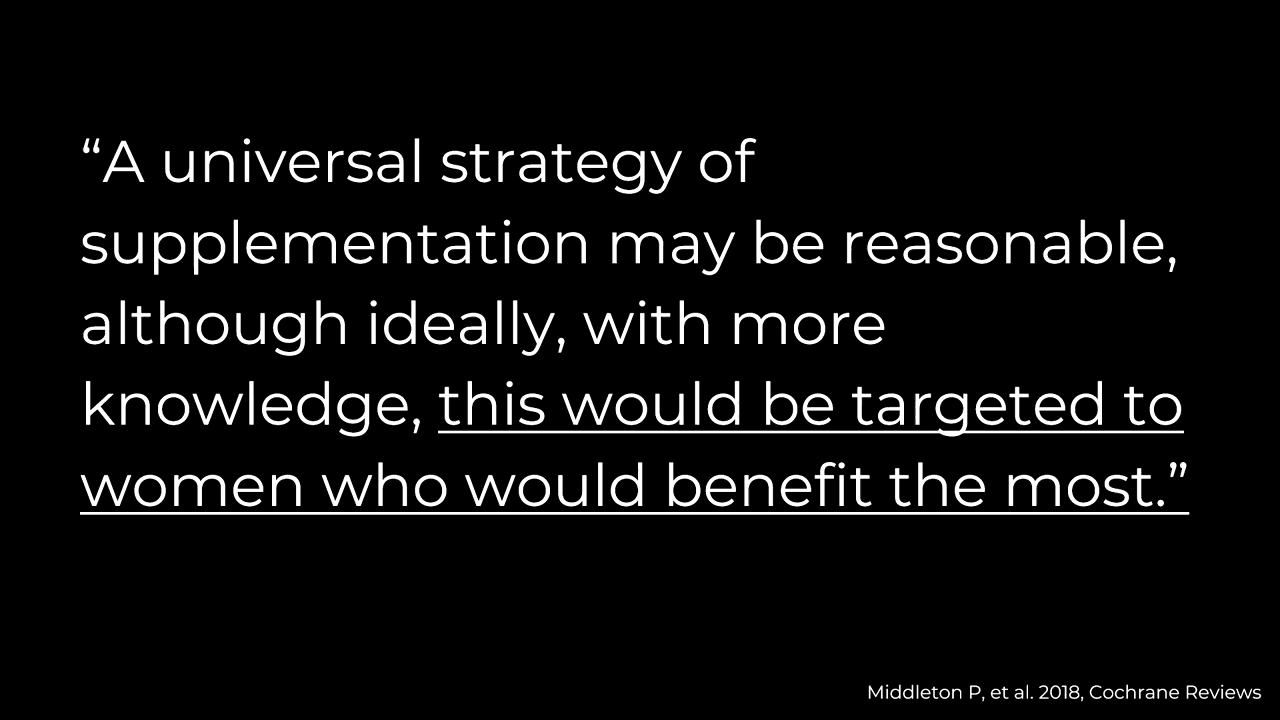 “A universal strategy of
supplementation may be reasonable,
although ideally, with more
knowledge, this would be targeted to
women who would benefit the most.”
Middleton P, et al. 2018, Cochrane Reviews